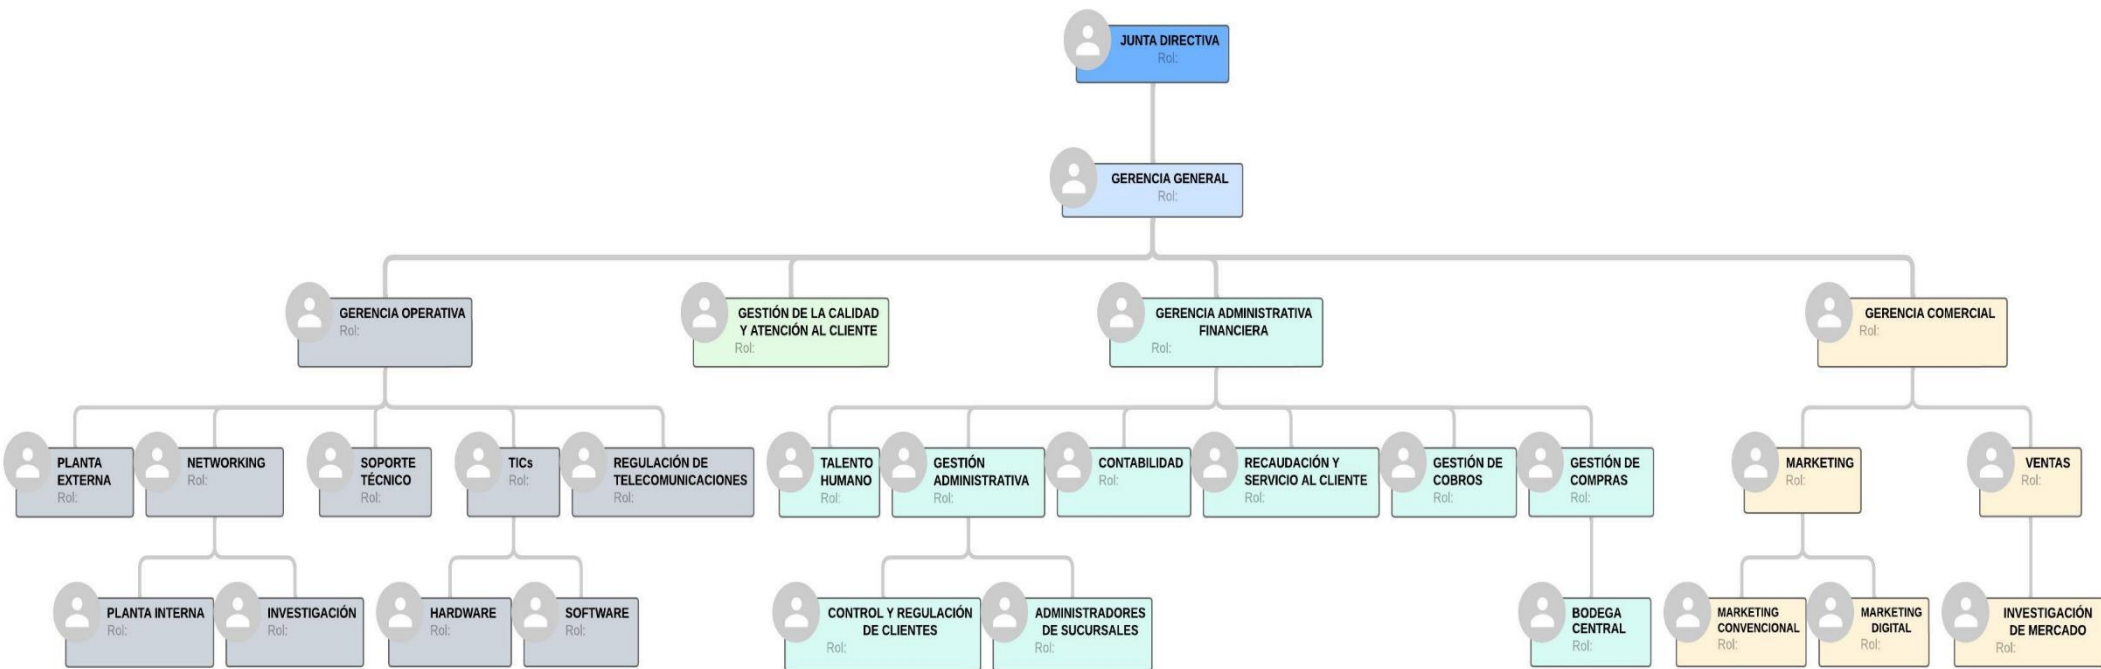 JUNTA DIRECTIVA
Rol:
GERENCIA GENERAL
Rol:
GERENCIA OPERATIVA
Rol:
GESTIÓN DE LA CALIDAD
Y ATENCIÓN AL CLIENTE
Rol:
GERENCIA ADMINISTRATIVA
FINANCIERA
Rol:
GERENCIA COMERCIAL
Rol:
PLANTA
EXTERNA
Rol:
NETWORKING
Rol:
SOPORTE
TÉCNICO
Rol:
TICs
Rol:
REGULACIÓN DE
TELECOMUNICACIONES
Rol:
TALENTO
HUMANO
Rol:
GESTIÓN
ADMINISTRATIVA
Rol:
CONTABILIDAD
Rol:
RECAUDACIÓN Y
SERVICIO AL CLIENTE
Rol:
GESTIÓN DE
COBROS
Rol:
GESTIÓN DE
COMPRAS
Rol:
MARKETING
Rol:
VENTAS
Rol:
PLANTA INTERNA
Rol:
INVESTIGACIÓN
Rol:
HARDWARE
Rol:
SOFTWARE
Rol:
CONTROL Y REGULACIÓN
DE CLIENTES
Rol:
ADMINISTRADORES
DE SUCURSALES
Rol:
BODEGA
CENTRAL
Rol:
MARKETING
CONVENCIONAL
Rol:
MARKETING
DIGITAL
Rol:
INVESTIGACIÓN
DE MERCADO
Rol: